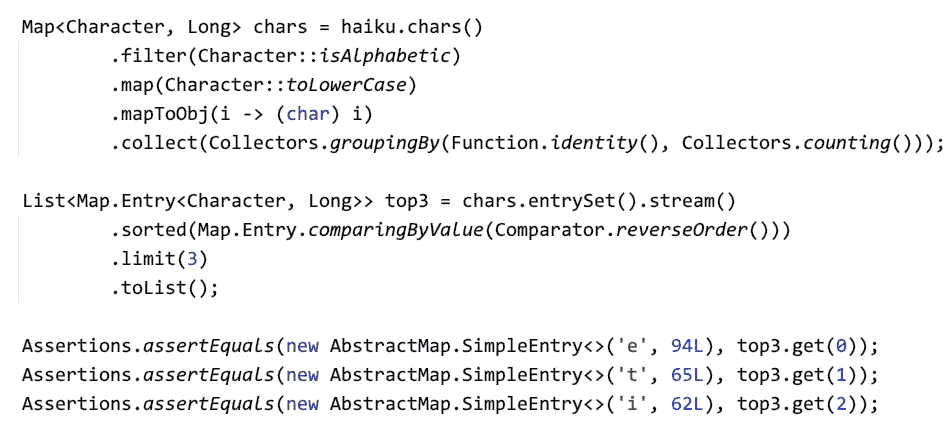 Map<Character, Long> chars = haiku.chars()
        .filter(Character::isAlphabetic)
        .map(Character::toLowerCase)
        .mapToObj(i -> (char) i)
        .collect(Collectors.groupingBy(Function.identity(), Collectors.counting()));

List<Map.Entry<Character, Long>> top3 = chars.entrySet().stream()
        .sorted(Map.Entry.comparingByValue(Comparator.reverseOrder()))
        .limit(3)
        .toList();

Assertions.assertEquals(new AbstractMap.SimpleEntry<>('e', 94L), top3.get(0));
Assertions.assertEquals(new AbstractMap.SimpleEntry<>('t', 65L), top3.get(1));
Assertions.assertEquals(new AbstractMap.SimpleEntry<>('i', 62L), top3.get(2));